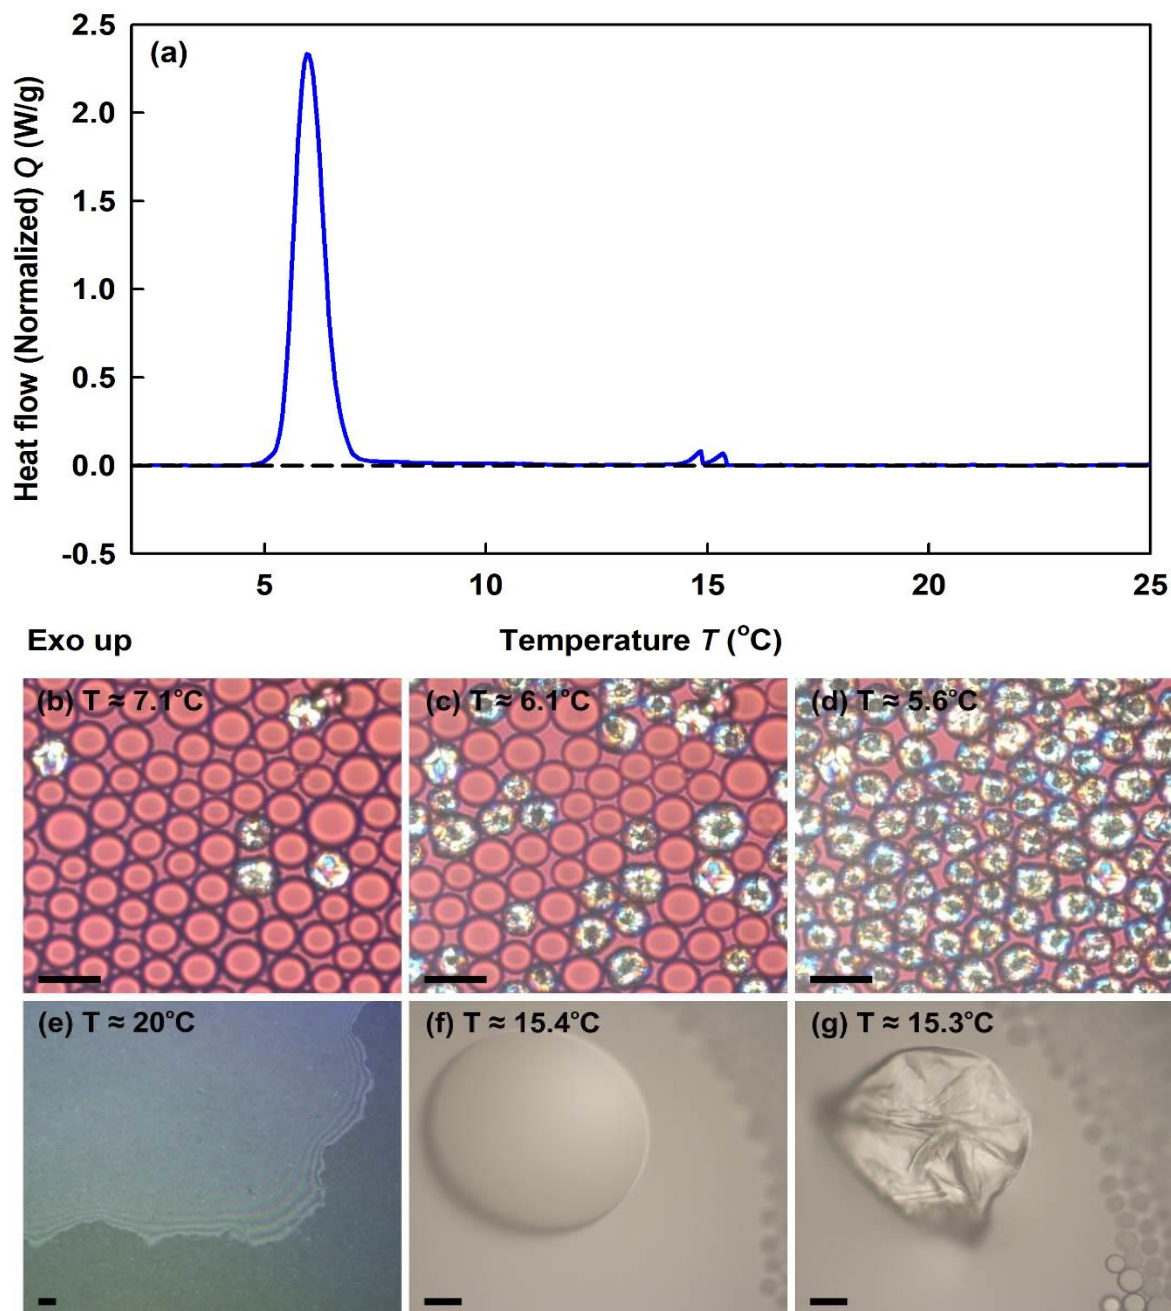 (a)
Heat flow (Normalized) Q (W/g)
2.5
2.0
1.5
1.0
0.5
0.0
-0.5
5 10 15 20 25
Exo up
Temperature T (°C)
(b) T ≈ 7.1°C
(c) T ≈ 6.1°C
(d) T ≈ 5.6°C
(e) T ≈ 20°C
(f) T ≈ 15.4°C
(g) T ≈ 15.3°C